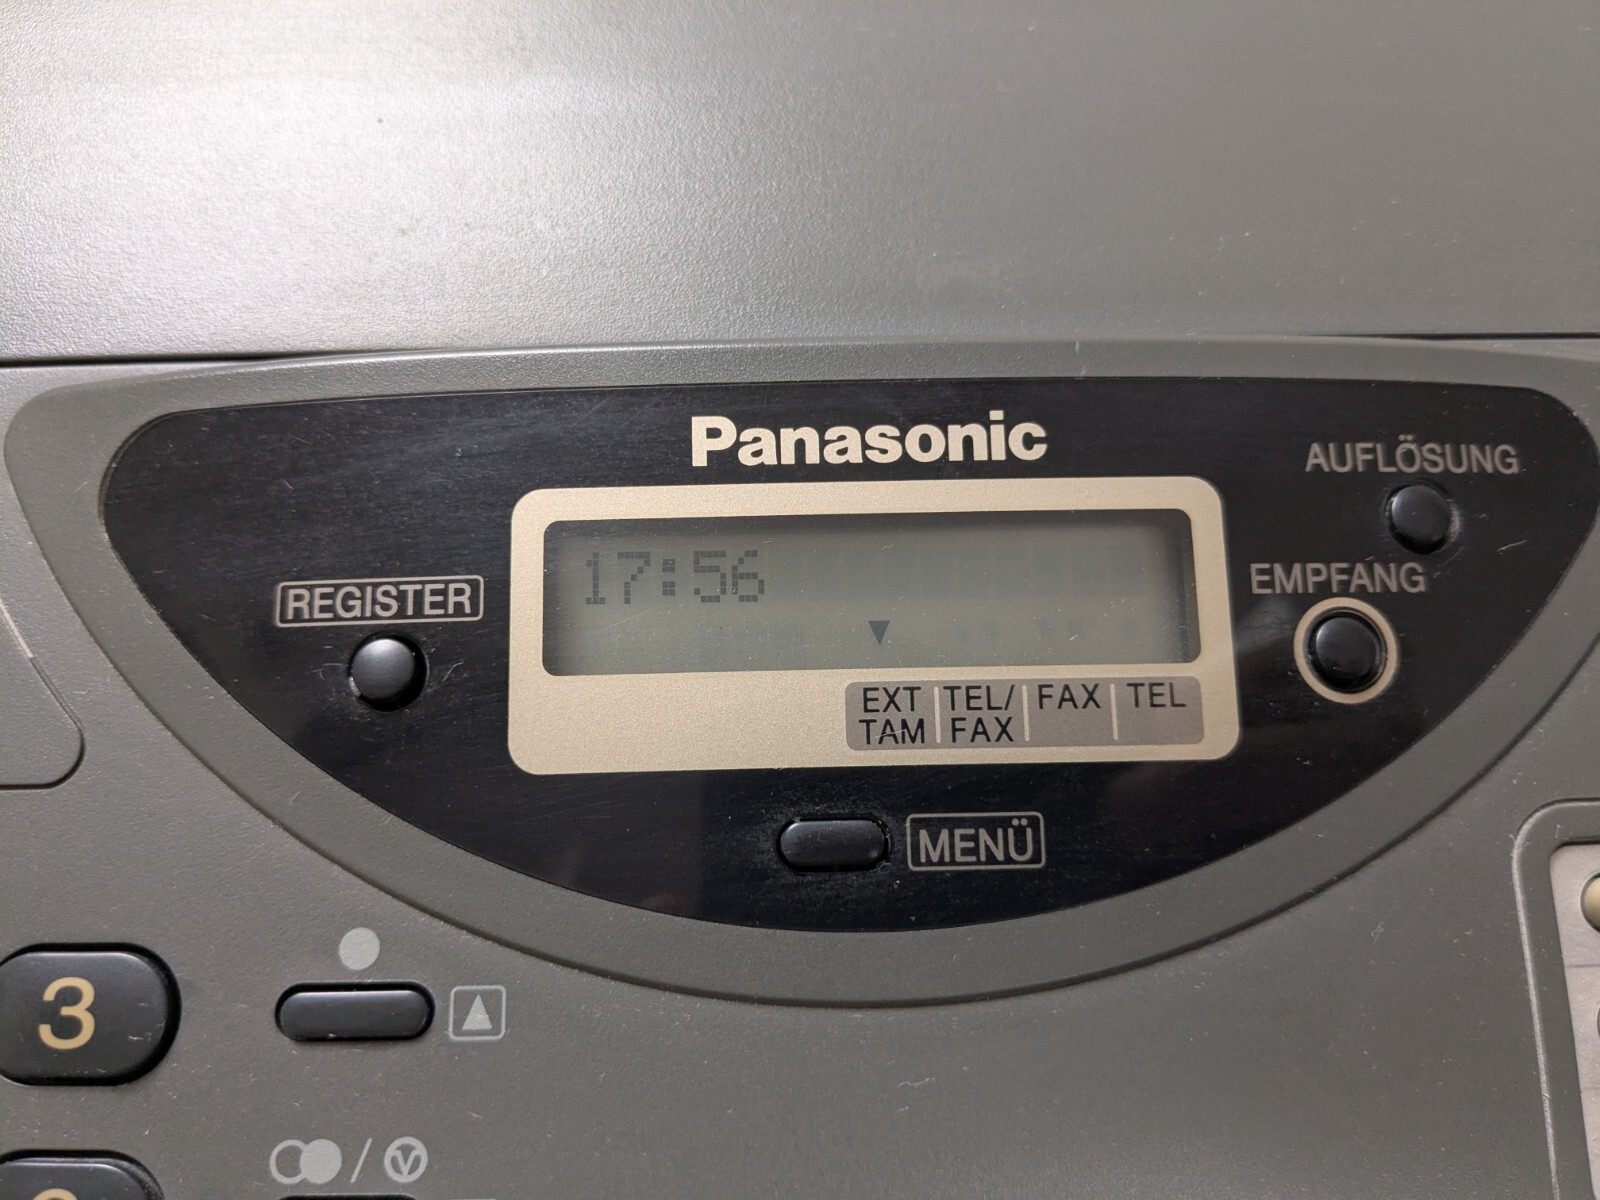 Panasonic
AUFLÖSUNG
17:56
EMPFANG
REGISTER
EXT TEL/ FAX TEL
TAM FAX
MENÜ
3